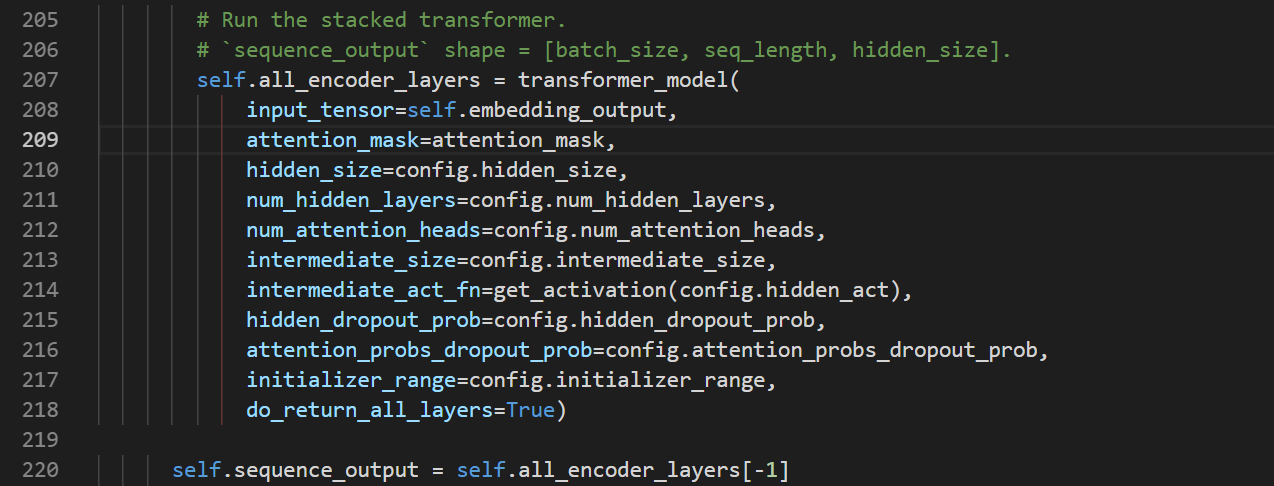 205 # Run the stacked transformer.
206 # `sequence_output` shape = [batch_size, seq_length, hidden_size].
207 self.all_encoder_layers = transformer_model(
208 input_tensor=self.embedding_output,
209 attention_mask=attention_mask,
210 hidden_size=config.hidden_size,
211 num_hidden_layers=config.num_hidden_layers,
212 num_attention_heads=config.num_attention_heads,
213 intermediate_size=config.intermediate_size,
214 intermediate_act_fn=get_activation(config.hidden_act),
215 hidden_dropout_prob=config.hidden_dropout_prob,
216 attention_probs_dropout_prob=config.attention_probs_dropout_prob,
217 initializer_range=config.initializer_range,
218 do_return_all_layers=True)
219
220 self.sequence_output = self.all_encoder_layers[-1]